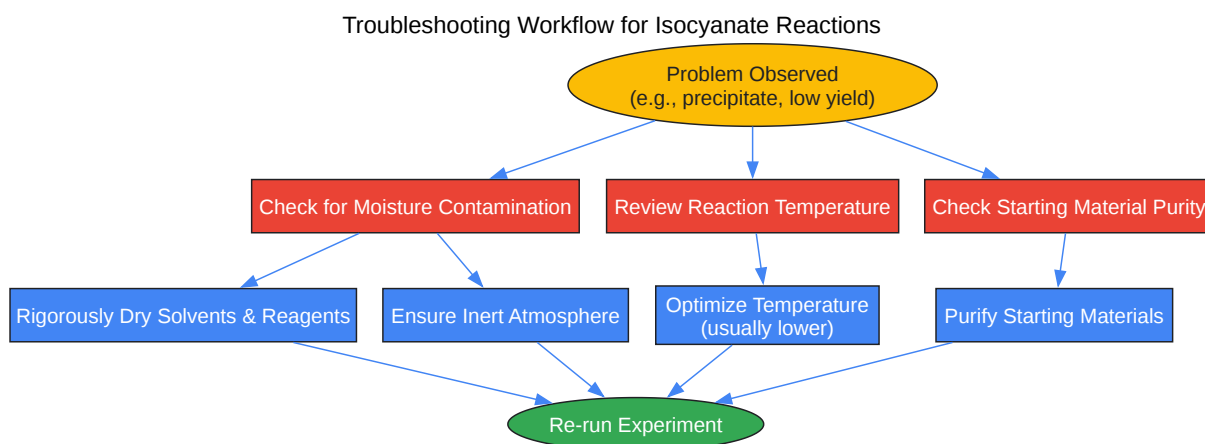 Troubleshooting Workflow for Isocyanate Reactions
Problem Observed
(e.g., precipitate, low yield)
Check for Moisture Contamination
Review Reaction Temperature
Check Starting Material Purity
Rigorously Dry Solvents & Reagents
Ensure Inert Atmosphere
Optimize Temperature
(usually lower)
Purify Starting Materials
Re-run Experiment